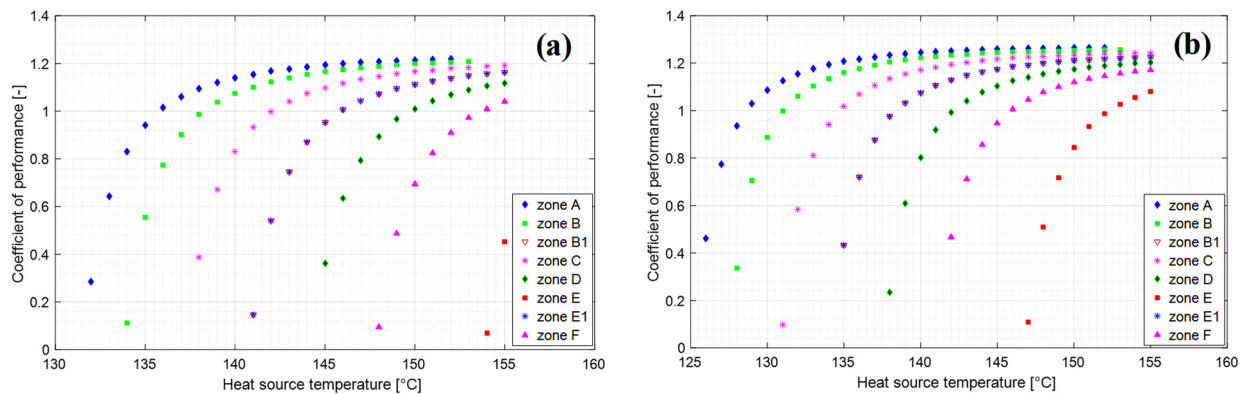 1.4
1.2
1
0.8
0.6
0.4
0.2
0
Coefficient of performance [-]
(a)
zone A
zone B
zone B1
zone C
zone D
zone E
zone E1
zone F
130 135 140 145 150 155 160
Heat source temperature [°C]
1.4
1.2
1
0.8
0.6
0.4
0.2
0
Coefficient of performance [-]
(b)
zone A
zone B
zone B1
zone C
zone D
zone E
zone E1
zone F
125 130 135 140 145 150 155 160
Heat source temperature [°C]